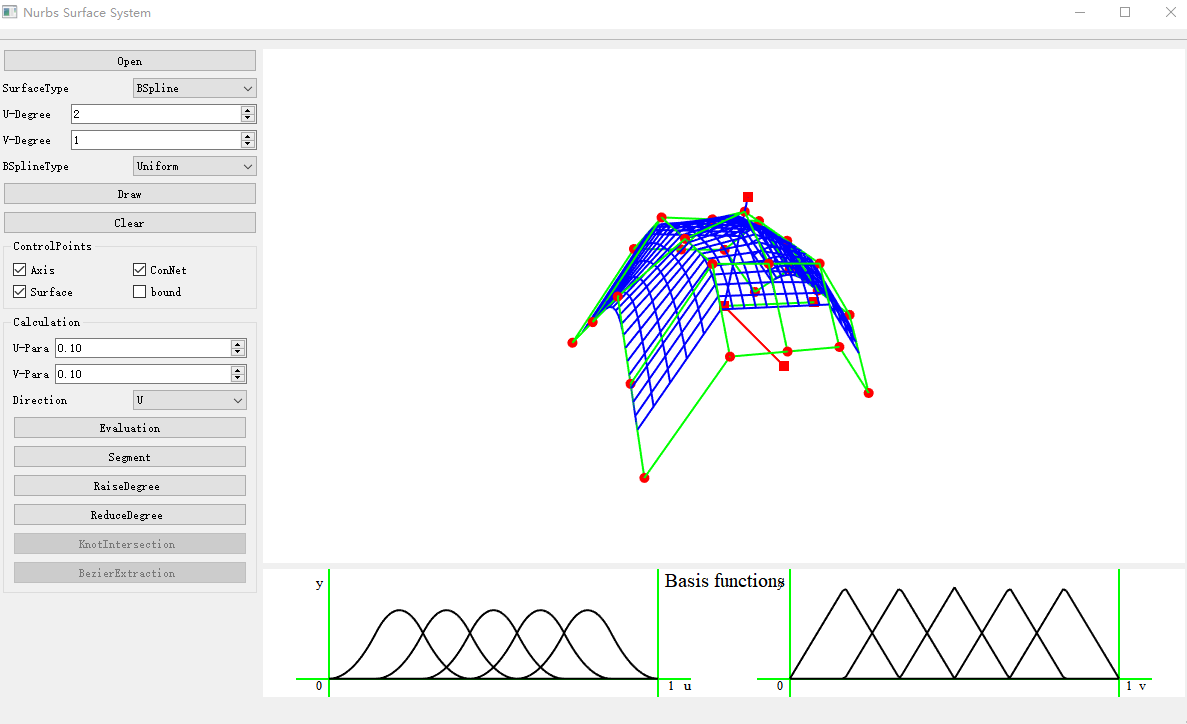 Nurbs Surface System
Open
SurfaceType BSpline
U-Degree 2
V-Degree 1
BSplineType Uniform
Draw
Clear
ControlPoints
Axis ConNet
Surface bound
Calculation
U-Para 0.10
V-Para 0.10
Direction U
Evaluation
Segment
RaiseDegree
ReduceDegree
KnotIntersection
BezierExtraction
Basis functions
y
0 1 u
y
0 1 v